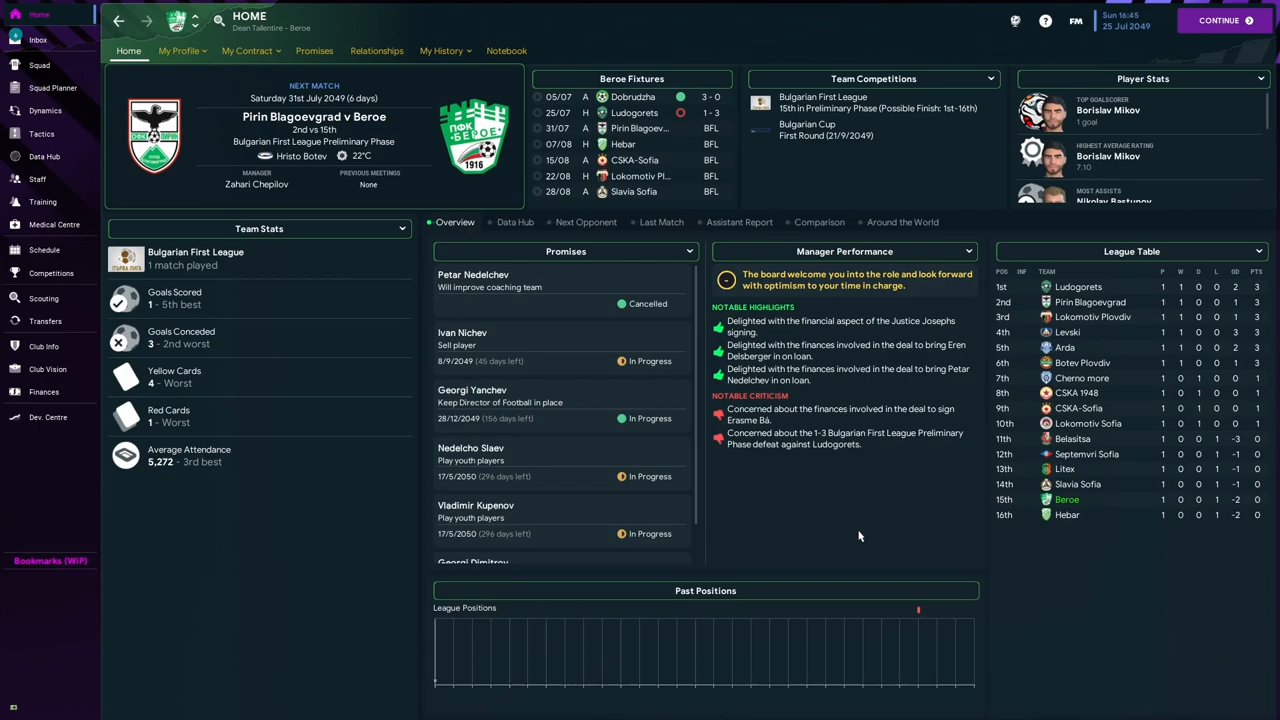 Home
Inbox
Squad
Squad Planner
Dynamics
Tactics
Data Hub
Staff
Training
Medical Centre
Schedule
Competitions
Scouting
Transfers
Club Info
Club Vision
Finances
Dev. Centre
Bookmarks (WiP)
HOME
Dean Tallentire - Beroe
FM
Sun 16:45
25 Jul 2049
CONTINUE
Home
My Profile
My Contract
Promises
Relationships
My History
Notebook
NEXT MATCH
Saturday 31st July 2049 (6 days)
Pirin Blagoevgrad v Beroe
2nd vs 15th
Bulgarian First League Preliminary Phase
Hristo Botev 22°C
MANAGER
Zahari Chepilov
PREVIOUS MEETINGS
None
ПФК
БЕРОЕ
1916
Beroe Fixtures
05/07 A Dobrudzha 3 - 0
25/07 H Ludogorets 1 - 3
31/07 A Pirin Blagoev... BFL
07/08 H Hebar BFL
15/08 A CSKA-Sofia BFL
22/08 H Lokomotiv Pl... BFL
28/08 A Slavia Sofia BFL
Team Competitions
Bulgarian First League
15th in Preliminary Phase (Possible Finish: 1st-16th)
Bulgarian Cup
First Round (21/9/2049)
Player Stats
TOP GOALSCORER
Borislav Mikov
1 goal
HIGHEST AVERAGE RATING
Borislav Mikov
7.10
MOST ASSISTS
Nikolay Bastunov
Team Stats
Bulgarian First League
1 match played
Goals Scored
1 - 5th best
Goals Conceded
3 - 2nd worst
Yellow Cards
4 - Worst
Red Cards
1 - Worst
Average Attendance
5,272 - 3rd best
Overview
Data Hub
Next Opponent
Last Match
Assistant Report
Comparison
Around the World
Promises
Petar Nedelchev
Will improve coaching team
Cancelled
Ivan Nichev
Sell player
8/9/2049 (45 days left) In Progress
Georgi Yanchev
Keep Director of Football in place
28/12/2049 (156 days left) In Progress
Nedelcho Slaev
Play youth players
17/5/2050 (296 days left) In Progress
Vladimir Kupenov
Play youth players
17/5/2050 (296 days left) In Progress
Georgi Dimitrov
Manager Performance
The board welcome you into the role and look forward
with optimism to your time in charge.
NOTABLE HIGHLIGHTS
Delighted with the financial aspect of the Justice Josephs
signing.
Delighted with the finances involved in the deal to bring Eren
Delsberger in on loan.
Delighted with the finances involved in the deal to bring Petar
Nedelchev in on loan.
NOTABLE CRITICISM
Concerned about the finances involved in the deal to sign
Erasme Bá.
Concerned about the 1-3 Bulgarian First League Preliminary
Phase defeat against Ludogorets.
League Table
POS INF TEAM P W D L GD PTS
1st Ludogorets 1 1 0 0 2 3
2nd Pirin Blagoevgrad 1 1 0 0 1 3
3rd Lokomotiv Plovdiv 1 1 0 0 1 3
4th Levski 1 1 0 0 3 3
5th Arda 1 1 0 0 2 3
6th Botev Plovdiv 1 1 0 0 1 3
7th Cherno more 1 0 1 0 0 1
8th CSKA 1948 1 0 1 0 0 1
9th CSKA-Sofia 1 0 1 0 0 1
10th Lokomotiv Sofia 1 0 1 0 0 1
11th Belasitsa 1 0 0 1 -3 0
12th Septemvri Sofia 1 0 0 1 -1 0
13th Litex 1 0 0 1 -1 0
14th Slavia Sofia 1 0 0 1 -1 0
15th Beroe 1 0 0 1 -2 0
16th Hebar 1 0 0 1 -2 0
Past Positions
League Positions